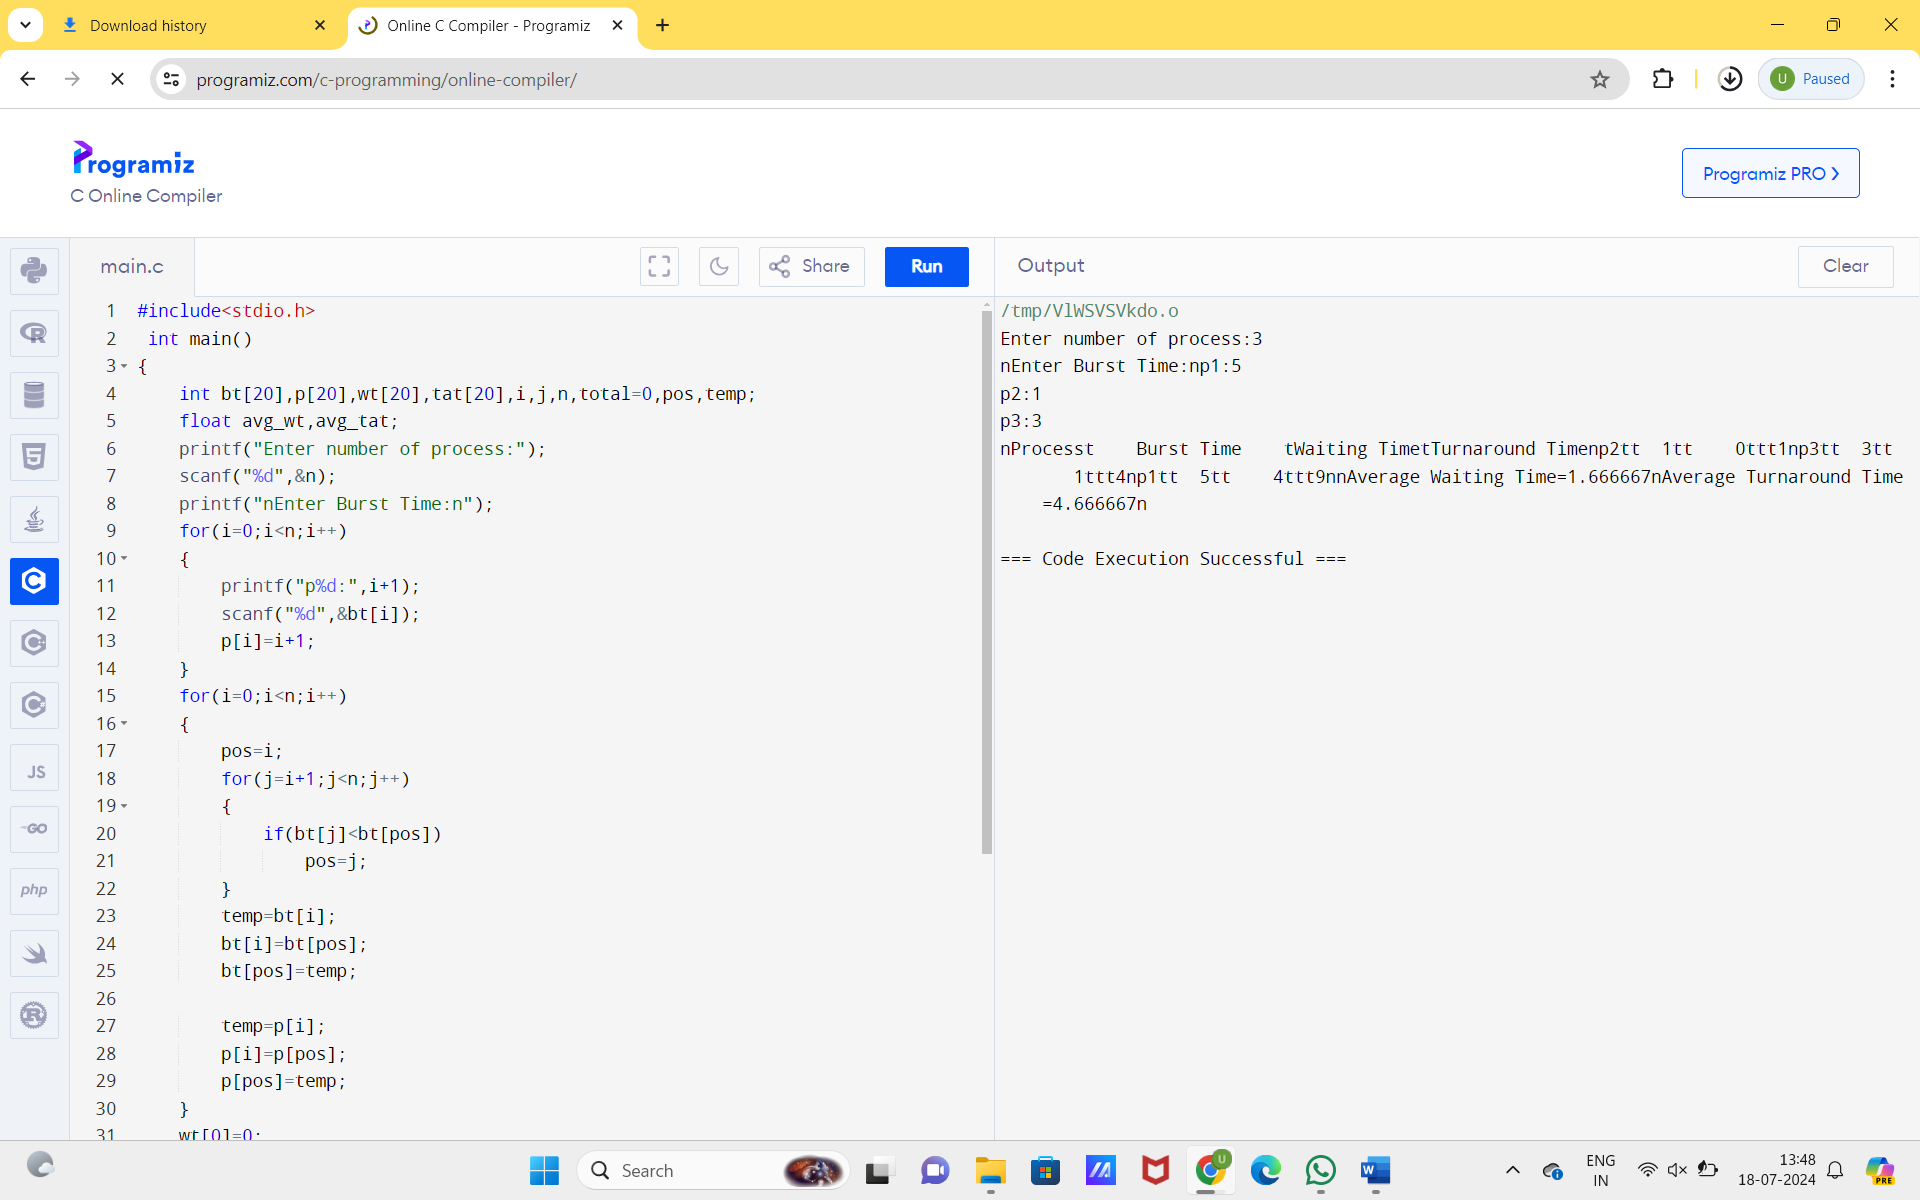 Download history
Online C Compiler - Programiz
programiz.com/c-programming/online-compiler/
U Paused
Programiz
C Online Compiler
Programiz PRO
main.c
Share
Run
Output
Clear
1 #include<stdio.h>
2 int main()
3 {
4 int bt[20],p[20],wt[20],tat[20],i,j,n,total=0,pos,temp;
5 float avg_wt,avg_tat;
6 printf("Enter number of process:");
7 scanf("%d",&n);
8 printf("nEnter Burst Time:n");
9 for(i=0;i<n;i++)
10 {
11 printf("p%d:",i+1);
12 scanf("%d",&bt[i]);
13 p[i]=i+1;
14 }
15 for(i=0;i<n;i++)
16 {
17 pos=i;
18 for(j=i+1;j<n;j++)
19 {
20 if(bt[j]<bt[pos])
21 pos=j;
22 }
23 temp=bt[i];
24 bt[i]=bt[pos];
25 bt[pos]=temp;
26
27 temp=p[i];
28 p[i]=p[pos];
29 p[pos]=temp;
30 }
31 wt[0]=0;
/tmp/VlWSVSVkdo.o
Enter number of process:3
nEnter Burst Time:np1:5
p2:1
p3:3
nProcesst    Burst Time    tWaiting TimetTurnaround Timenp2tt  1tt    0ttt1np3tt  3tt
1ttt4np1tt  5tt    4ttt9nnAverage Waiting Time=1.666667nAverage Turnaround Time
=4.666667n
=== Code Execution Successful ===
JS
GO
php
Search
U
W
ENG
IN
13:48
18-07-2024
PRE